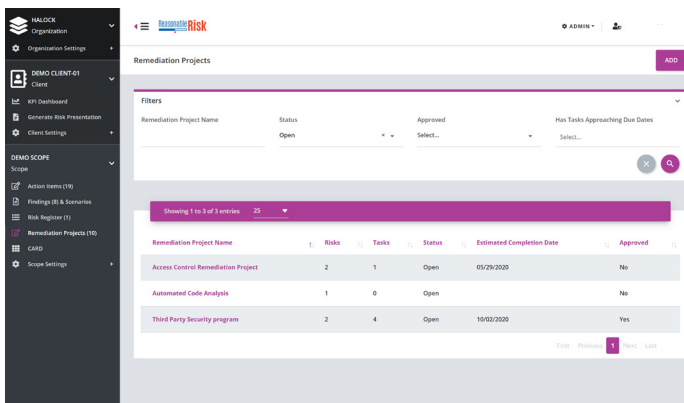 HALOCK
Organization
Organization Settings +
DEMO CLIENT-01
Client
KPI Dashboard
Generate Risk Presentation
Client Settings +
DEMO SCOPE
Scope
Action Items (19)
Findings (8) & Scenarios
Risk Register (1)
Remediation Projects (10)
CARD
Scope Settings +
Reasonable Risk
ADMIN
Remediation Projects
ADD
Filters
Remediation Project Name Status Approved Has Tasks Approaching Due Dates
Open × Select... Select...
Showing 1 to 3 of 3 entries 25
Remediation Project Name Risks Tasks Status Estimated Completion Date Approved
Access Control Remediation Project 2 1 Open 05/29/2020 No
Automated Code Analysis 1 0 Open No
Third Party Security program 2 4 Open 10/02/2020 Yes
First Previous 1 Next Last